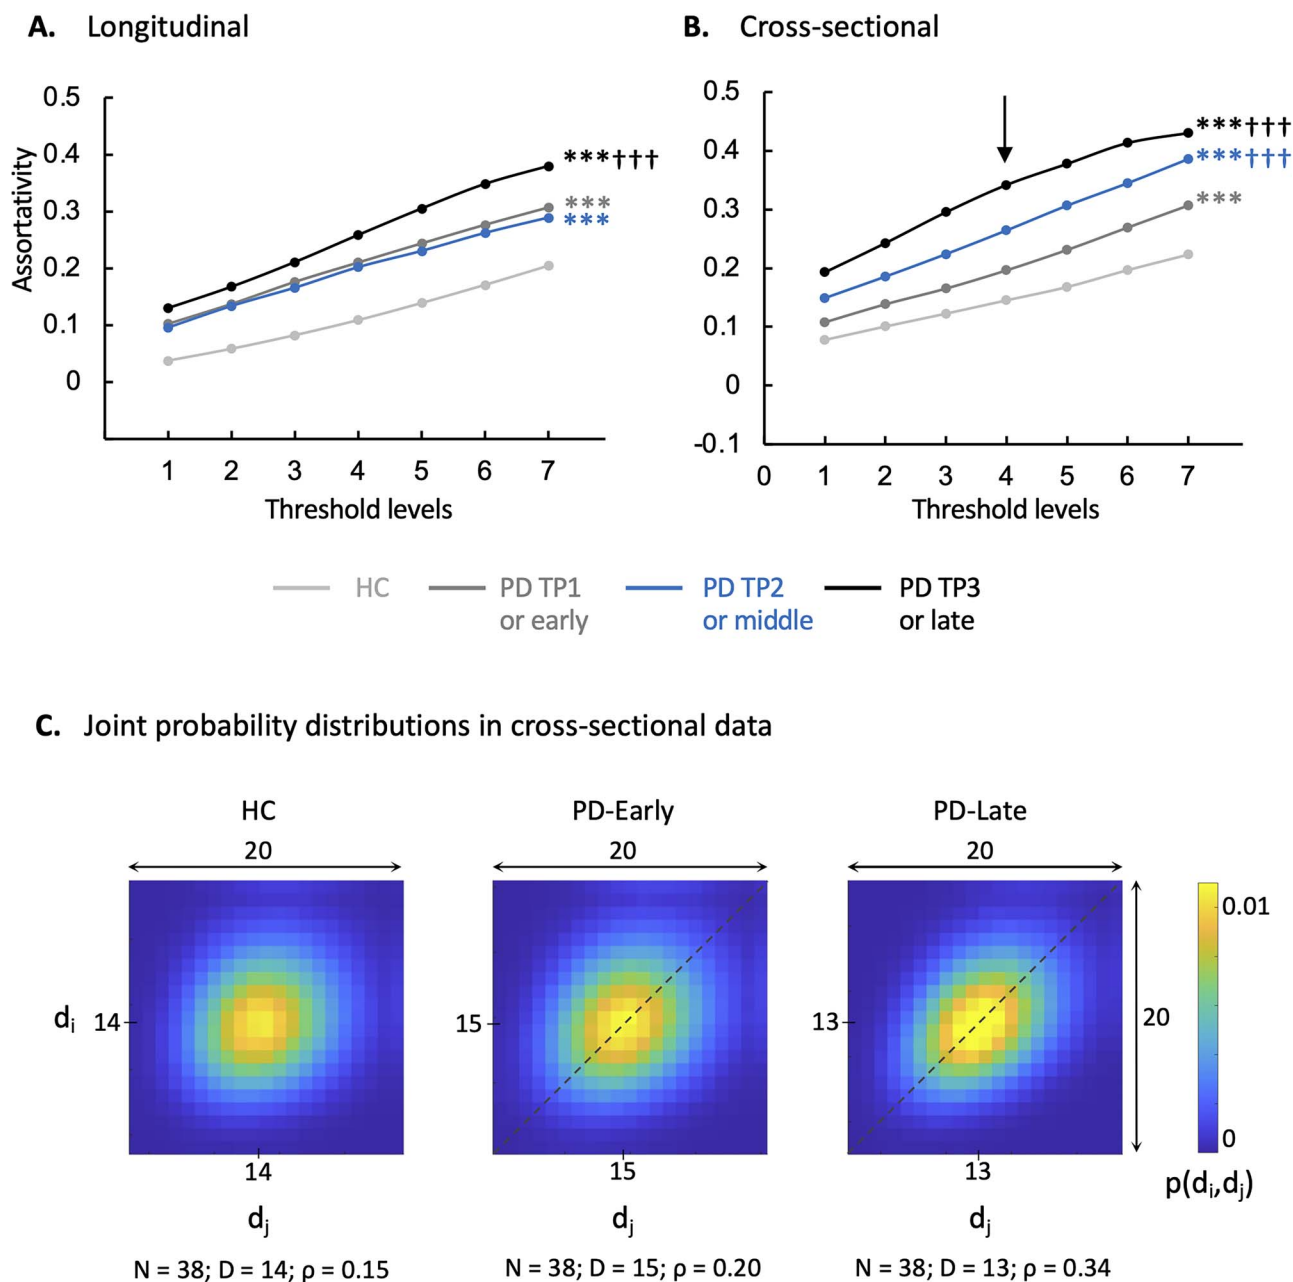 A. Longitudinal
B. Cross-sectional
Assortativity
0.5
0.4
0.3
0.2
0.1
0
***†††
***
***
1 2 3 4 5 6 7
Threshold levels
0.5
0.4
0.3
0.2
0.1
0
-0.1
***†††
***†††
***
0 1 2 3 4 5 6 7
Threshold levels
HC
PD TP1
or early
PD TP2
or middle
PD TP3
or late
C. Joint probability distributions in cross-sectional data
HC
20
di
14
14
dj
N = 38; D = 14; ρ = 0.15
PD-Early
20
15
15
dj
N = 38; D = 15; ρ = 0.20
PD-Late
20
13
13
dj
N = 38; D = 13; ρ = 0.34
20
0.01
0
p(di,dj)